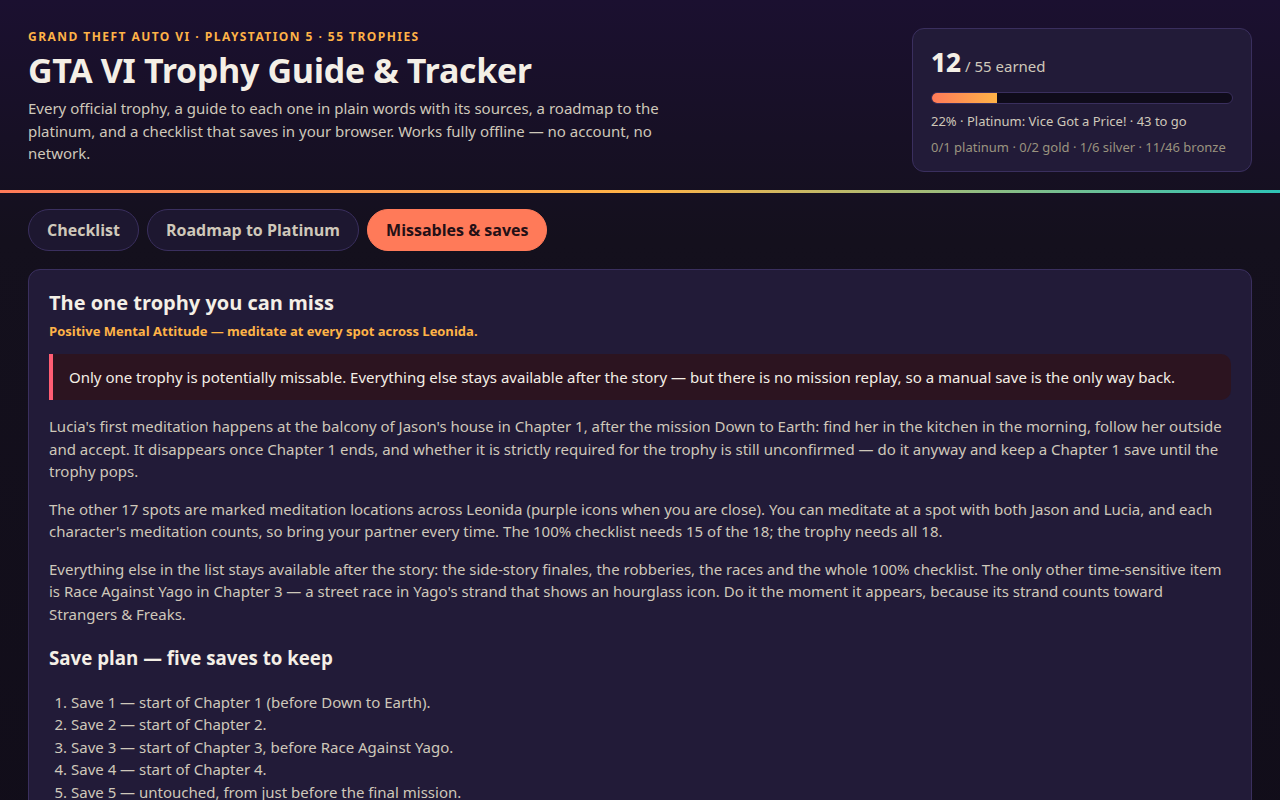 GRAND THEFT AUTO VI · PLAYSTATION 5 · 55 TROPHIES
GTA VI Trophy Guide & Tracker
Every official trophy, a guide to each one in plain words with its sources, a roadmap to the
platinum, and a checklist that saves in your browser. Works fully offline — no account, no
network.
12 / 55 earned
22% · Platinum: Vice Got a Price! · 43 to go
0/1 platinum · 0/2 gold · 1/6 silver · 11/46 bronze
Checklist
Roadmap to Platinum
Missables & saves
The one trophy you can miss
Positive Mental Attitude — meditate at every spot across Leonida.
Only one trophy is potentially missable. Everything else stays available after the story — but there is no mission replay, so a manual save is the only way back.
Lucia's first meditation happens at the balcony of Jason's house in Chapter 1, after the mission Down to Earth: find her in the kitchen in the morning, follow her outside
and accept. It disappears once Chapter 1 ends, and whether it is strictly required for the trophy is still unconfirmed — do it anyway and keep a Chapter 1 save until the
trophy pops.
The other 17 spots are marked meditation locations across Leonida (purple icons when you are close). You can meditate at a spot with both Jason and Lucia, and each
character's meditation counts, so bring your partner every time. The 100% checklist needs 15 of the 18; the trophy needs all 18.
Everything else in the list stays available after the story: the side-story finales, the robberies, the races and the whole 100% checklist. The only other time-sensitive item
is Race Against Yago in Chapter 3 — a street race in Yago's strand that shows an hourglass icon. Do it the moment it appears, because its strand counts toward
Strangers & Freaks.
Save plan — five saves to keep
1. Save 1 — start of Chapter 1 (before Down to Earth).
2. Save 2 — start of Chapter 2.
3. Save 3 — start of Chapter 3, before Race Against Yago.
4. Save 4 — start of Chapter 4.
5. Save 5 — untouched, from just before the final mission.